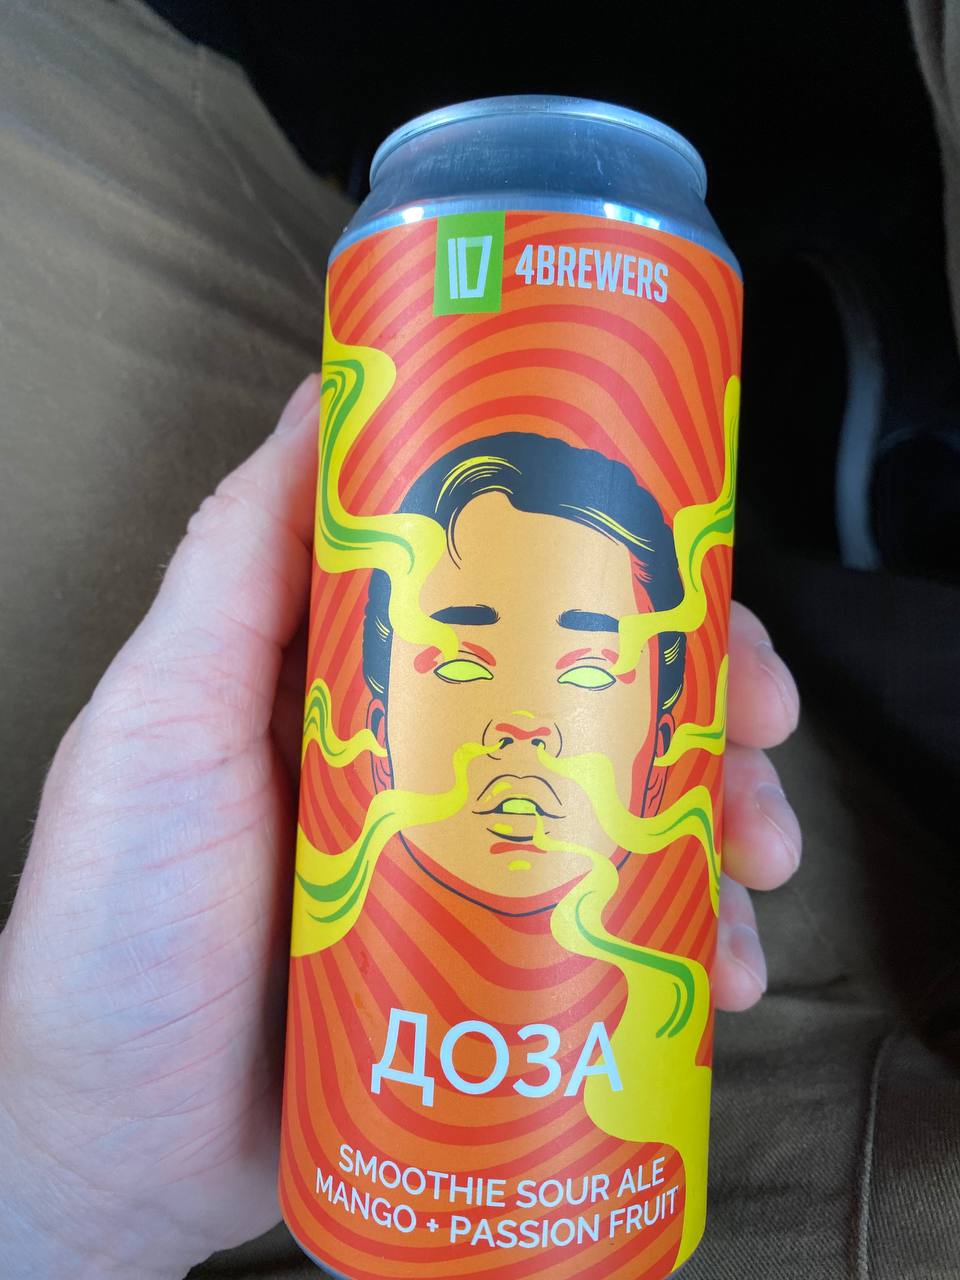 4BREWERS
ДОЗА
SMOOTHIE SOUR ALE
MANGO + PASSION FRUIT